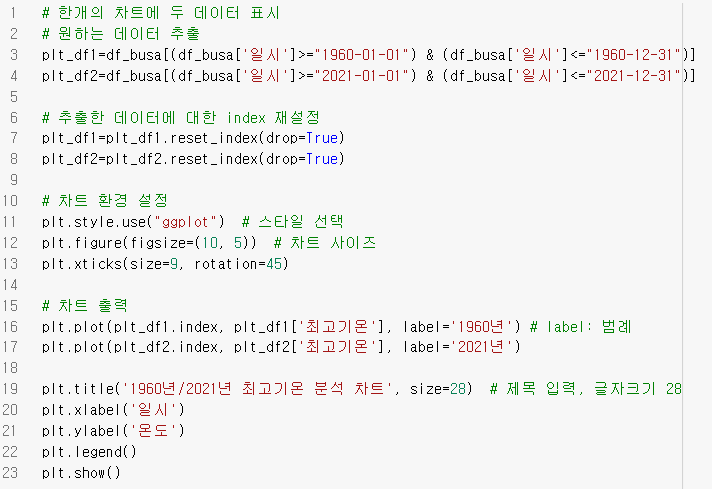 1 # 한개의 차트에 두 데이터 표시
2 # 원하는 데이터 추출
3 plt_df1=df_busa[(df_busa['일시']>="1960-01-01") & (df_busa['일시']<="1960-12-31")]
4 plt_df2=df_busa[(df_busa['일시']>="2021-01-01") & (df_busa['일시']<="2021-12-31")]
5
6 # 추출한 데이터에 대한 index 재설정
7 plt_df1=plt_df1.reset_index(drop=True)
8 plt_df2=plt_df2.reset_index(drop=True)
9
10 # 차트 환경 설정
11 plt.style.use("ggplot")  # 스타일 선택
12 plt.figure(figsize=(10, 5))  # 차트 사이즈
13 plt.xticks(size=9, rotation=45)
14
15 # 차트 출력
16 plt.plot(plt_df1.index, plt_df1['최고기온'], label='1960년') # label: 범례
17 plt.plot(plt_df2.index, plt_df2['최고기온'], label='2021년')
18
19 plt.title('1960년/2021년 최고기온 분석 차트', size=28)  # 제목 입력, 글자크기 28
20 plt.xlabel('일시')
21 plt.ylabel('온도')
22 plt.legend()
23 plt.show()